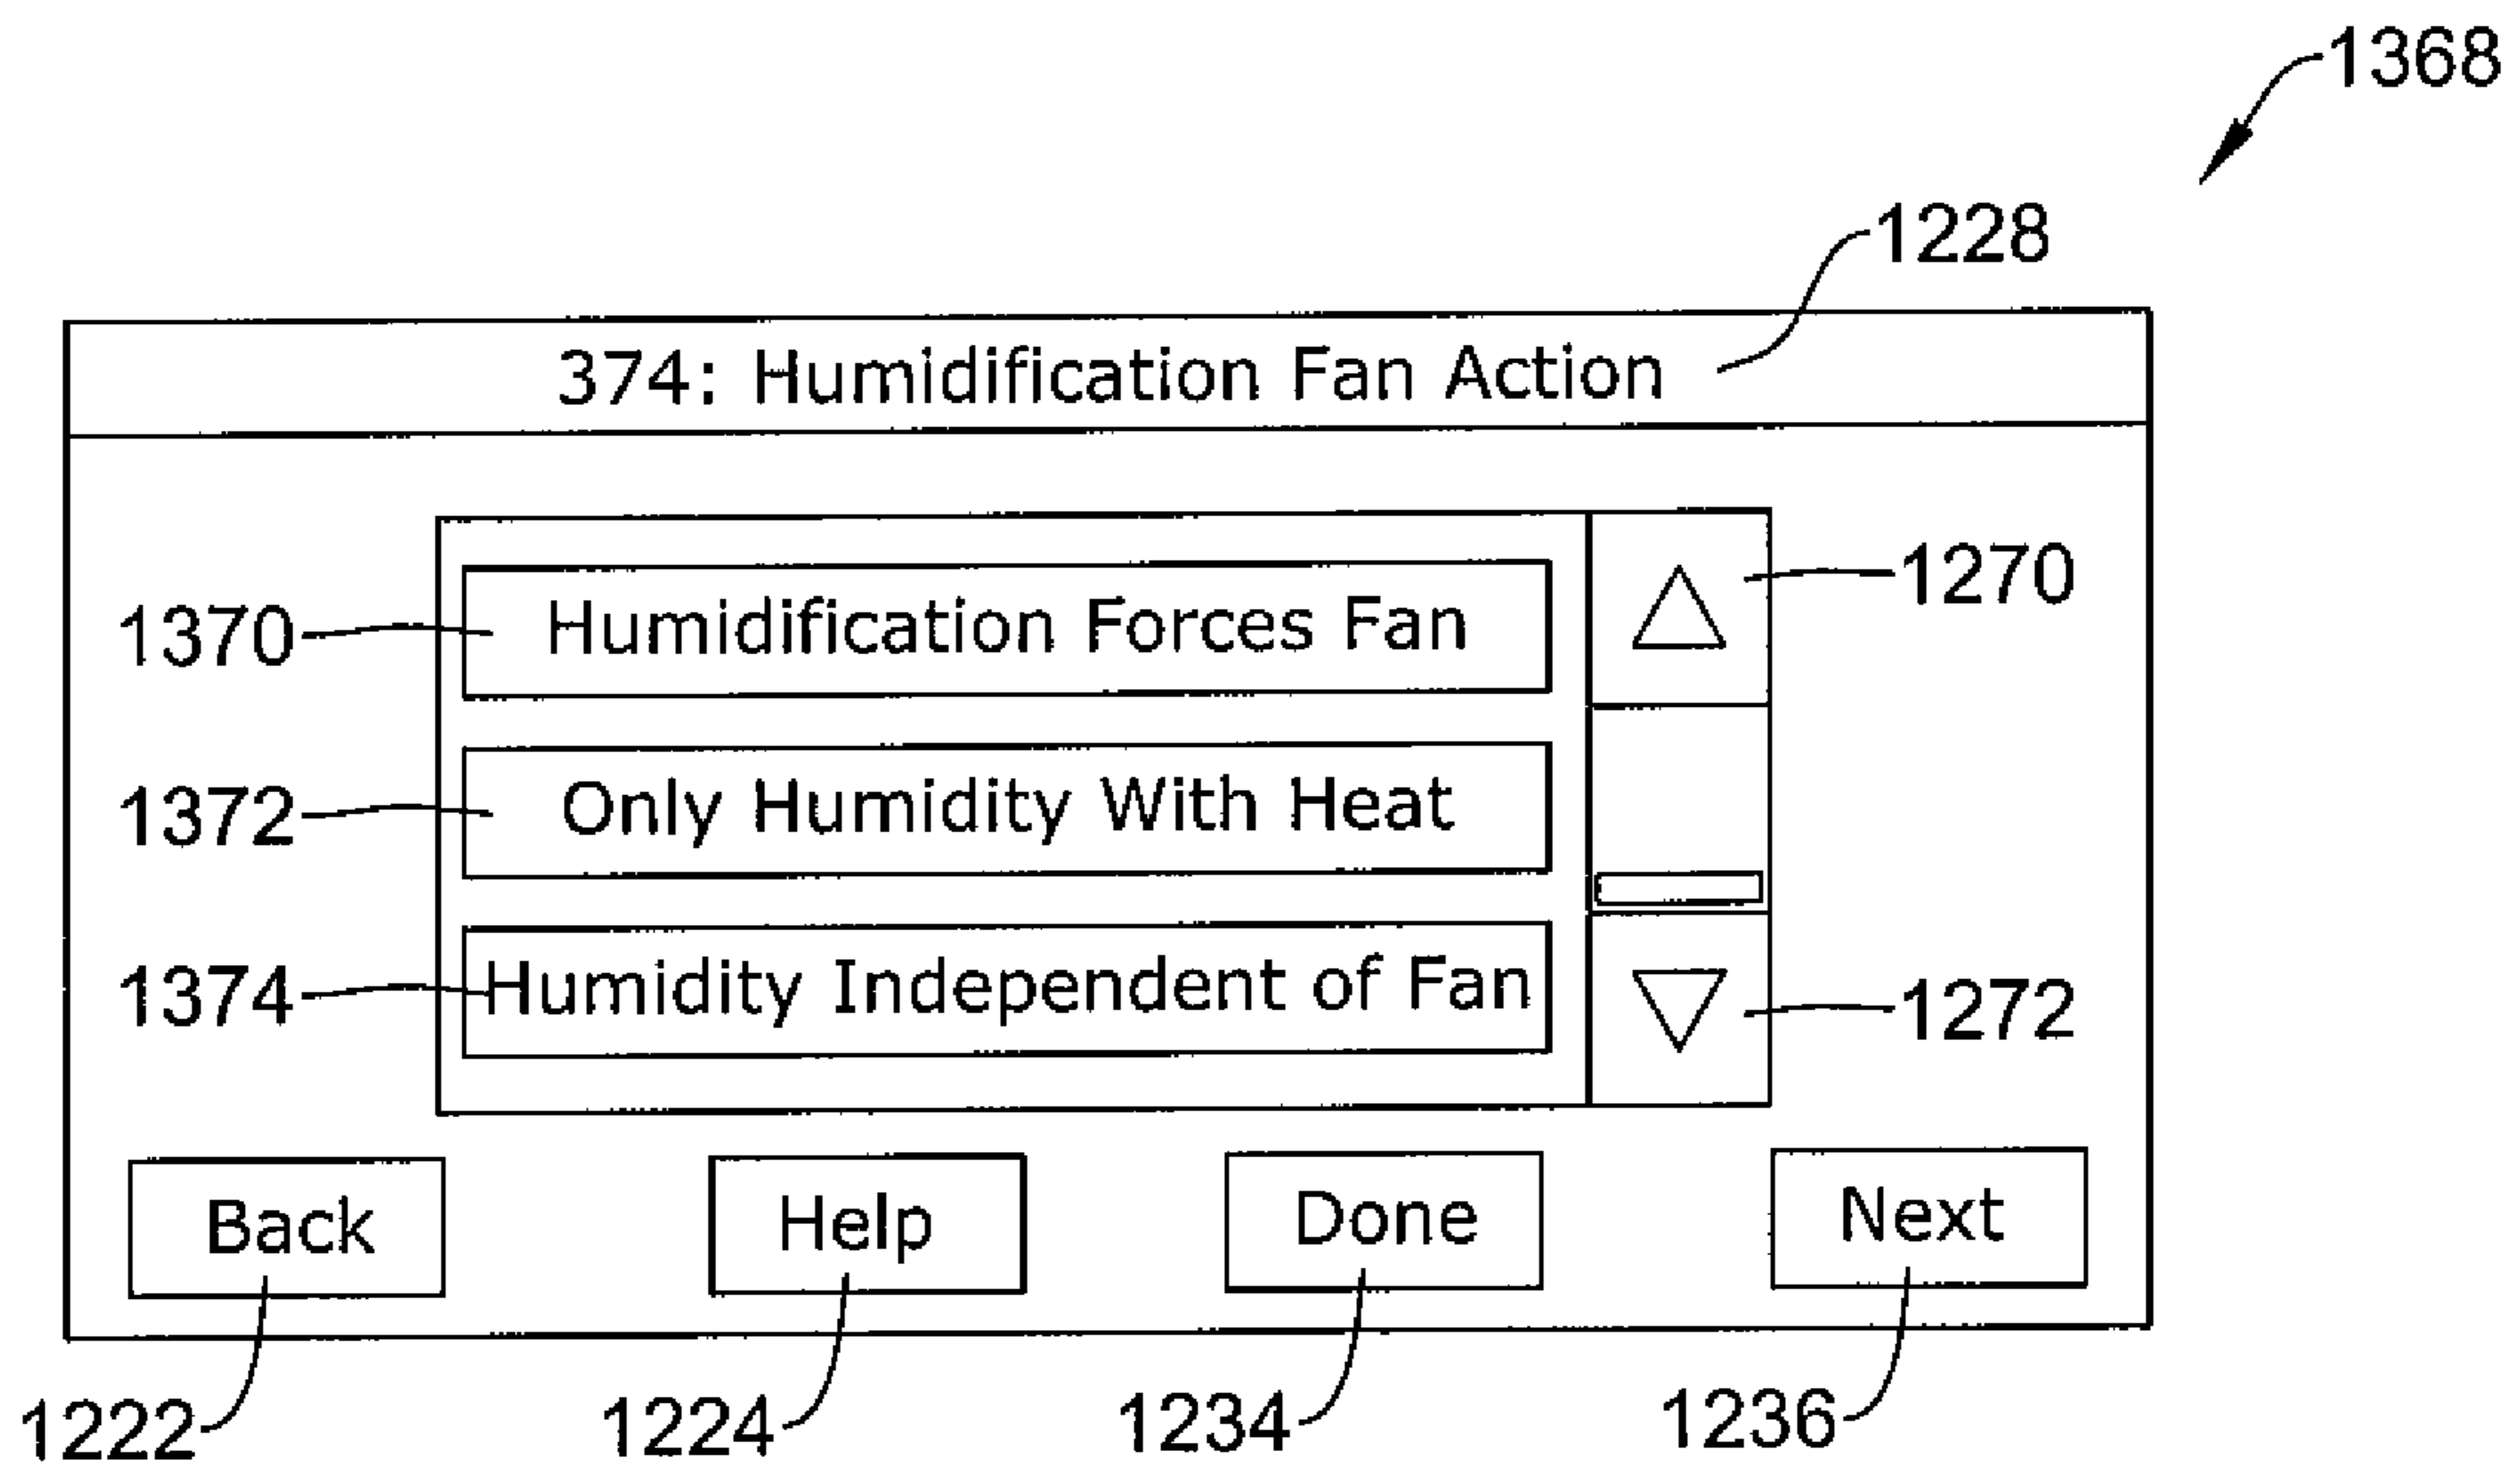 1368
1228
374: Humidification Fan Action
1370
Humidification Forces Fan
1270
1372
Only Humidity With Heat
1374
Humidity Independent of Fan
1272
Back
Help
Done
Next
1222
1224
1234
1236